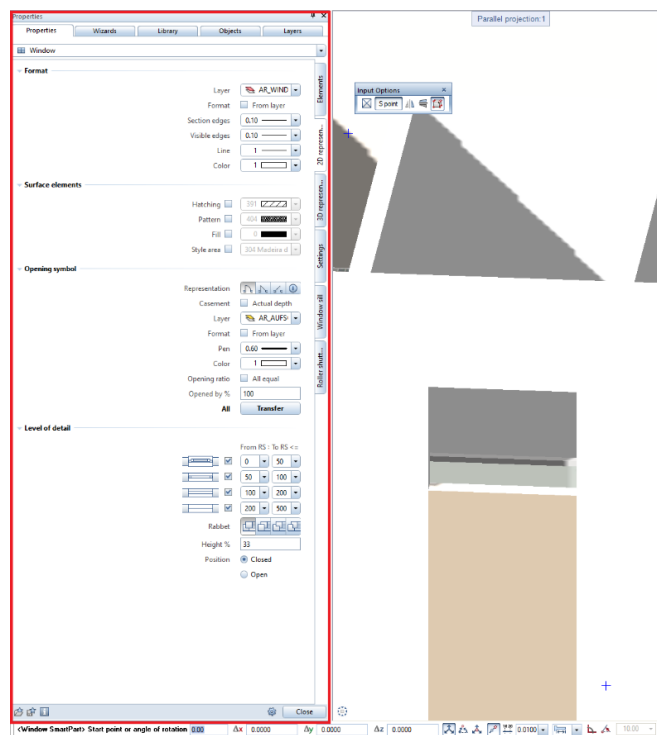 Properties
Parallel projection:1
Properties Wizards Library Objects Layers
Window
Format
Layer AR_WIND
Format From layer
Section edges 0.10
Visible edges 0.10
Line 1
Color 1
Surface elements
Hatching 301
Pattern 404
Fill 0
Style area 304 Madeira d
Opening symbol
Representation
Casement Actual depth
Layer AR_AUFS
Format From layer
Pen 0.60
Color 1
Opening ratio All equal
Opened by % 100
All Transfer
Level of detail
From RS : To RS <=
0 50
50 100
100 200
200 500
Rabbet
Height % 33
Position Closed
Open
Close
Elements
2D represen...
3D represen...
Settings
Window sill
Roller shutt...
Input Options
S point
<Window SmartPart> Start point or angle of rotation 0.00 Δx 0.0000 Δy 0.0000 Δz 0.0000 0.0100 10.00